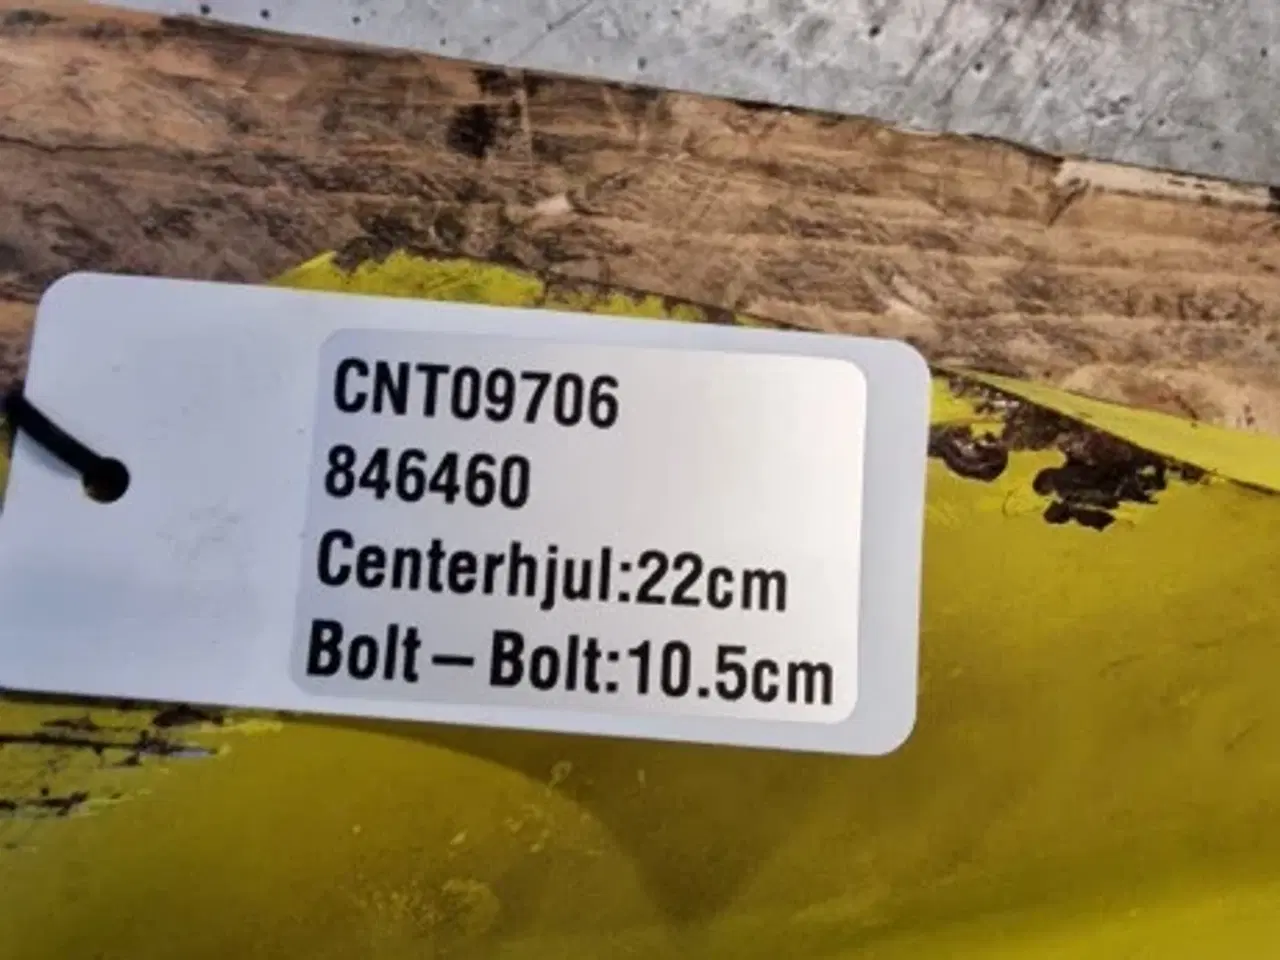 CNT09706
846460
Centerhjul:22cm
Bolt – Bolt:10.5cm